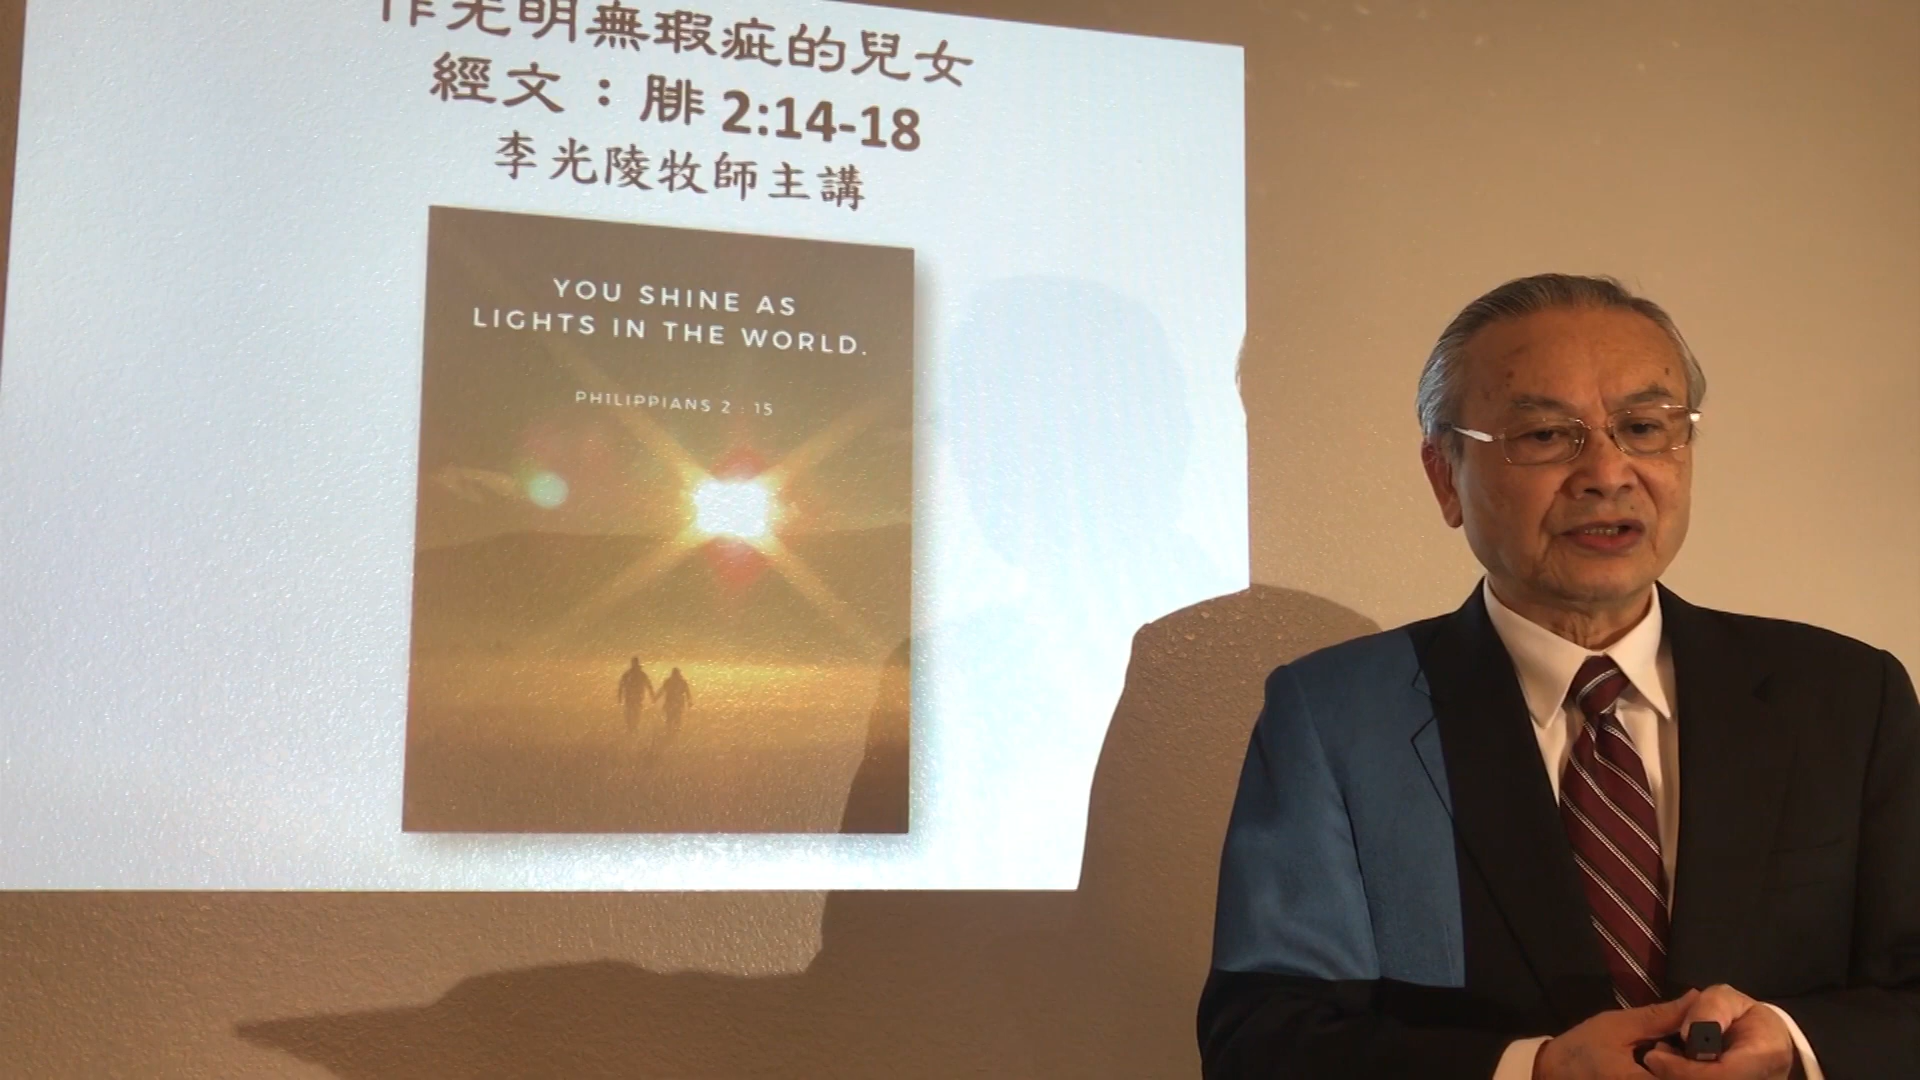 作光明無瑕疵的兒女
經文：腓 2:14-18
李光陵牧師主講
YOU SHINE AS
LIGHTS IN THE WORLD.
PHILIPPIANS 2 : 15